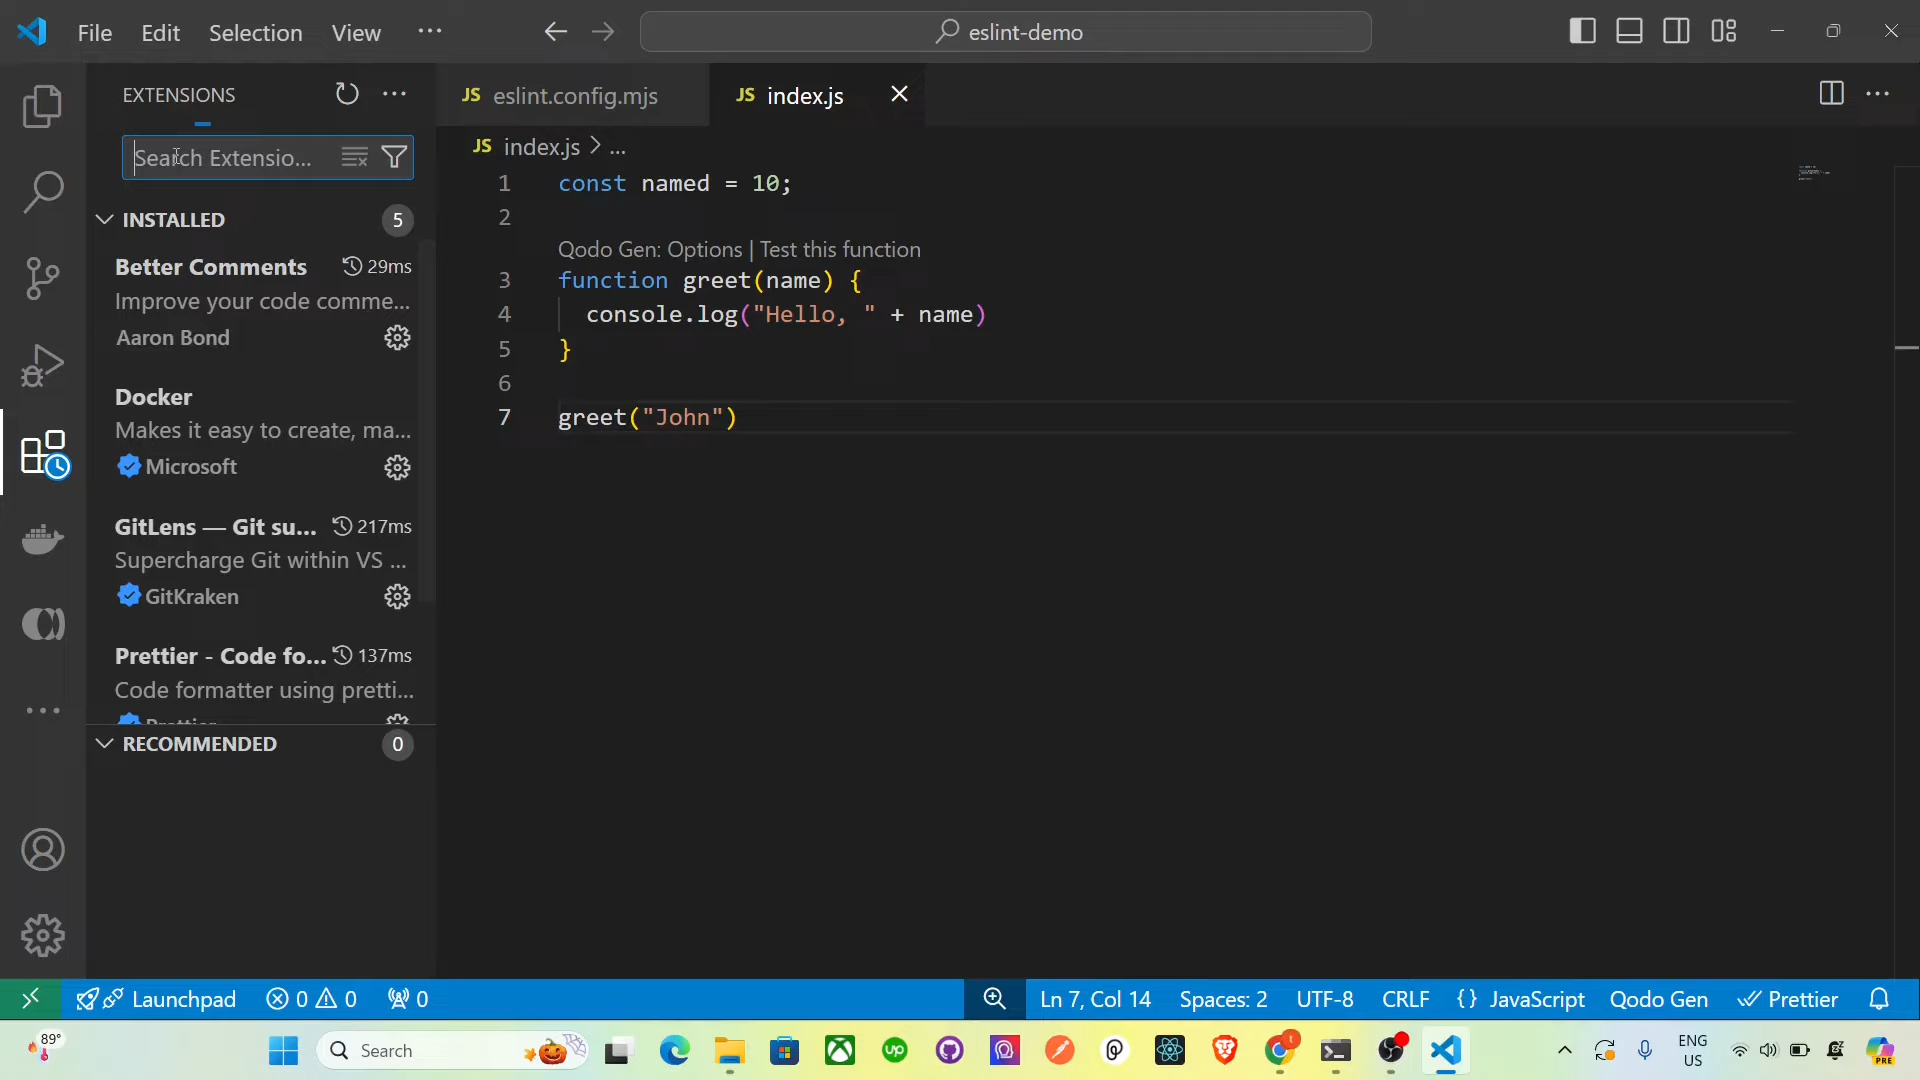 File Edit Selection View ···
eslint-demo
EXTENSIONS
Search Extensio...
INSTALLED 5
Better Comments 29ms
Improve your code comme...
Aaron Bond
Docker
Makes it easy to create, ma...
Microsoft
GitLens — Git su... 217ms
Supercharge Git within VS ...
GitKraken
Prettier - Code fo... 137ms
Code formatter using pretti...
Prettier
RECOMMENDED 0
JS eslint.config.mjs
JS index.js
JS index.js > ...
1 const named = 10;
2
Qodo Gen: Options | Test this function
3 function greet(name) {
4 console.log("Hello, " + name)
5 }
6
7 greet("John")
Launchpad 0 0 0
Ln 7, Col 14 Spaces: 2 UTF-8 CRLF {} JavaScript Qodo Gen Prettier
89°
Search
up
t
ENG
US
PRE